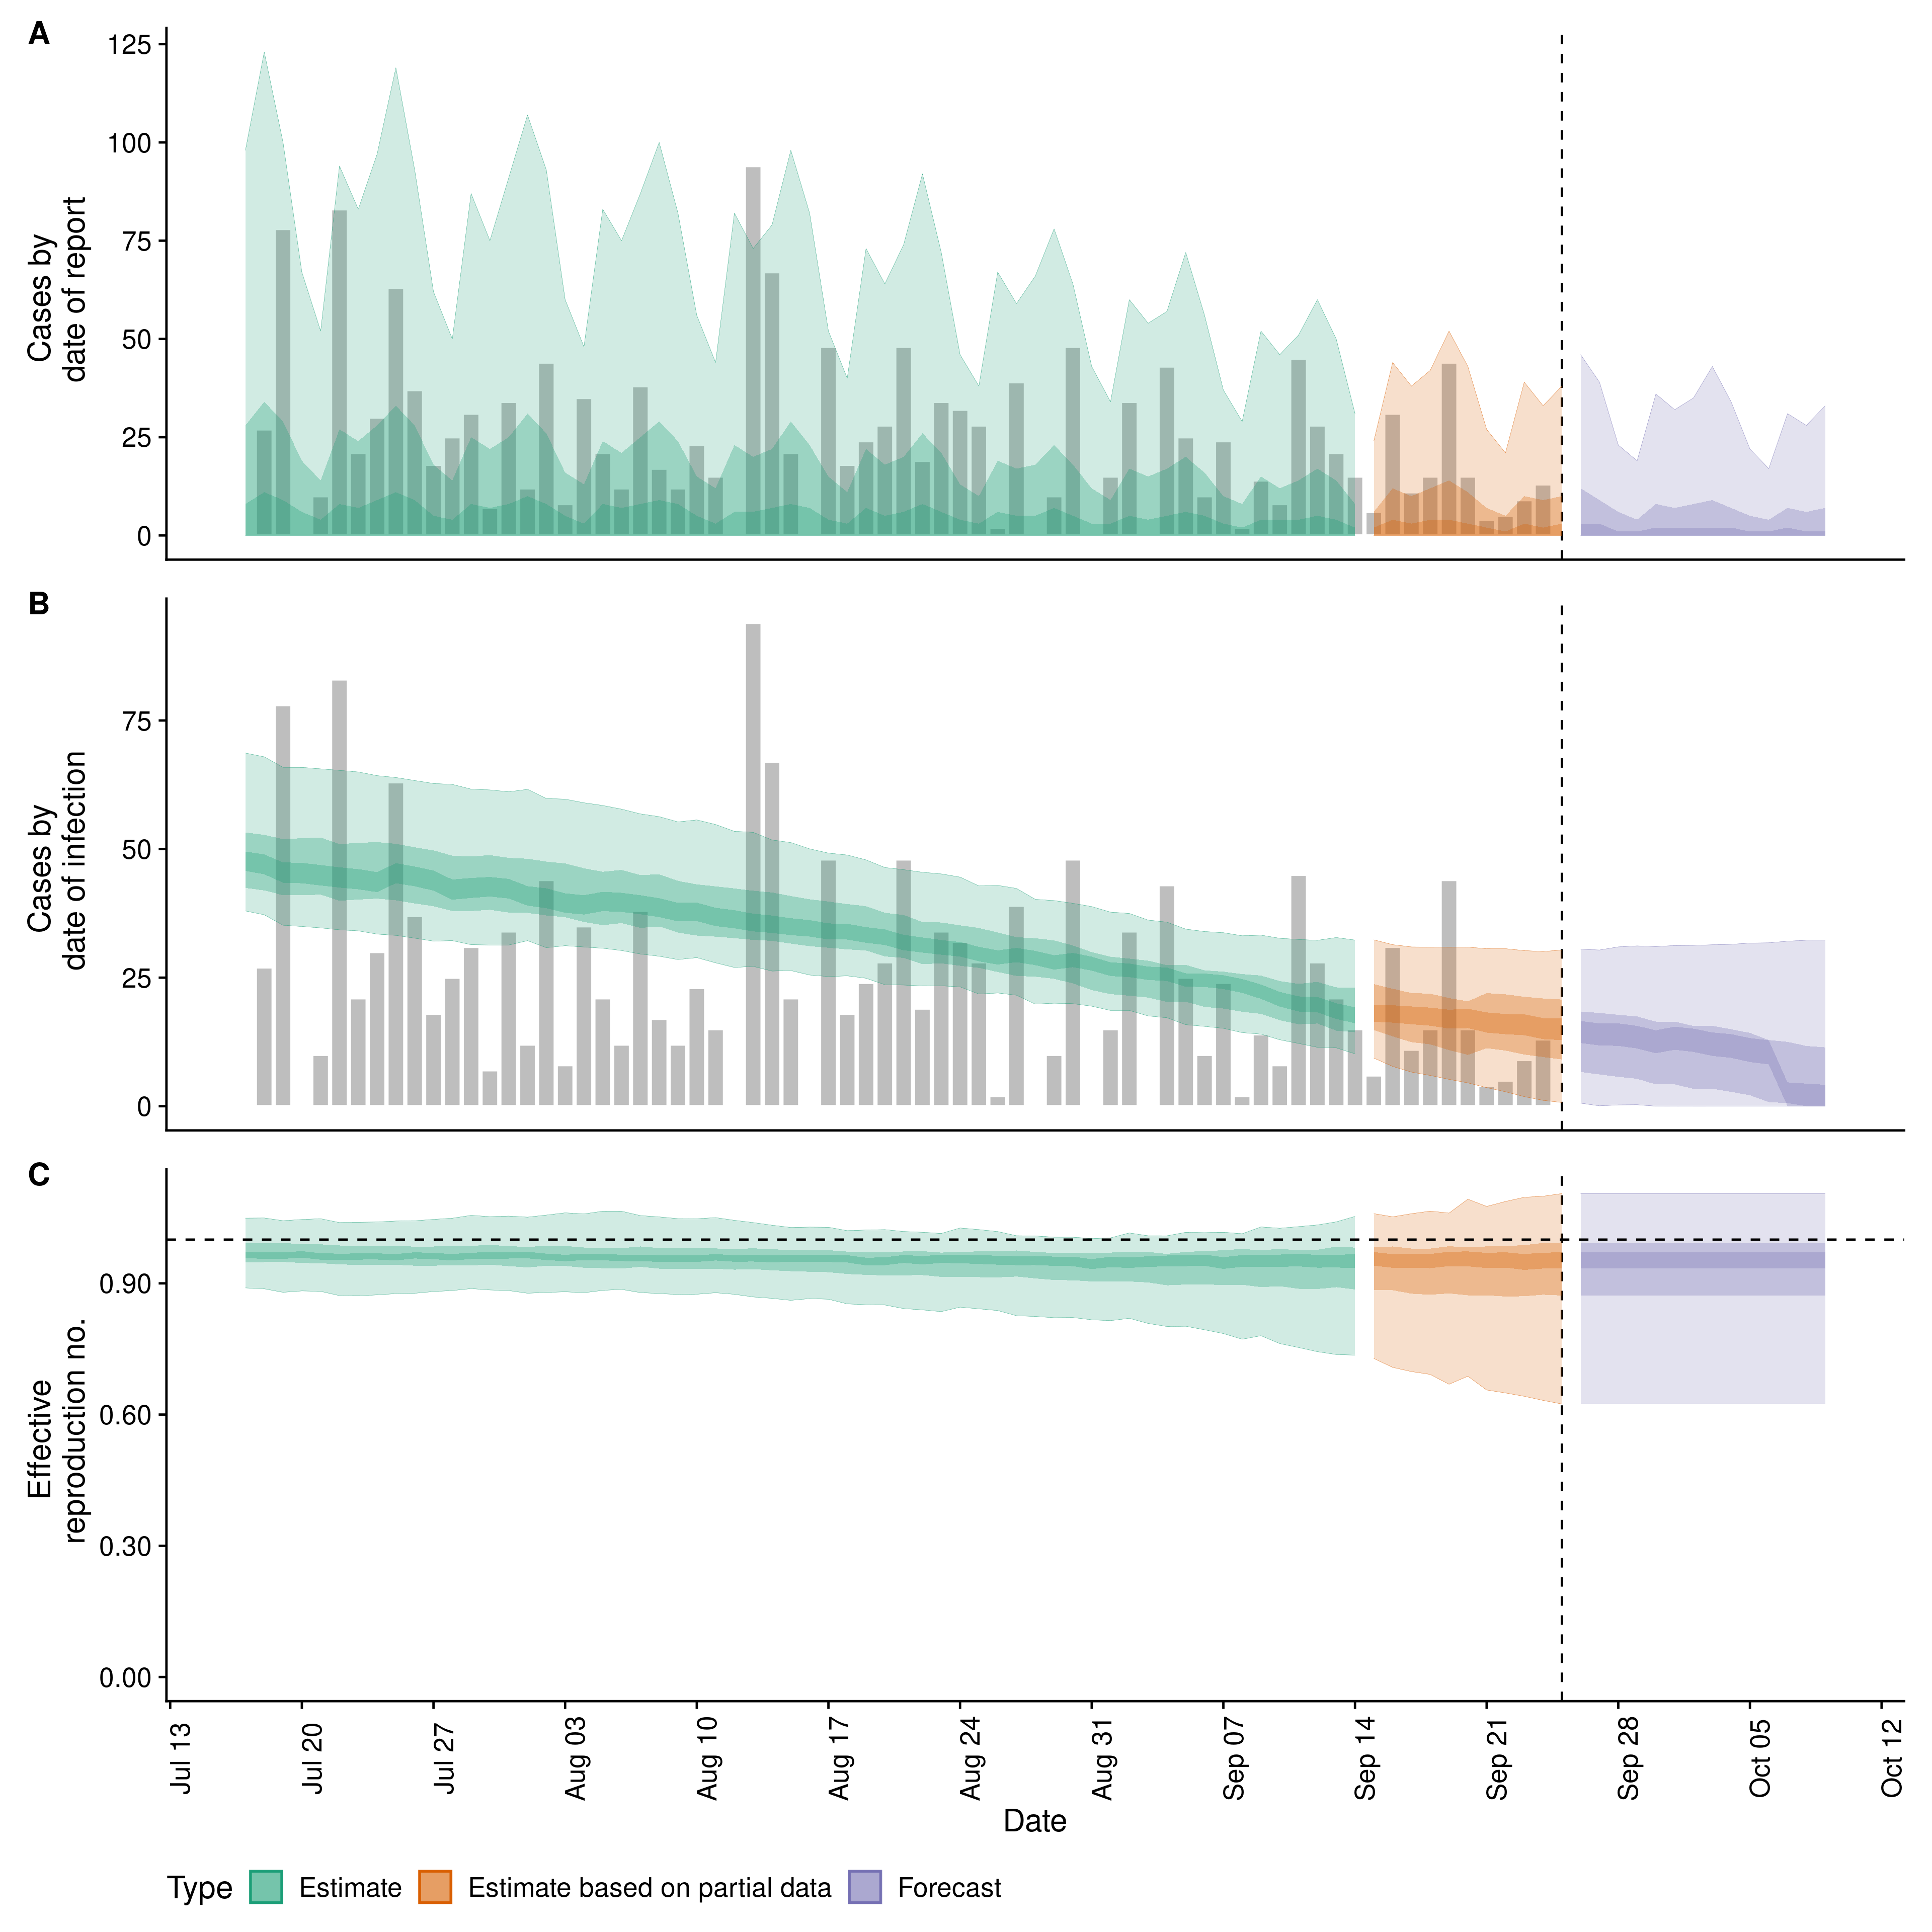 A
125
100
75
50
25
0
Cases by
date of report
B
75
50
25
0
Cases by
date of infection
C
0.90
0.60
0.30
0.00
Effective
reproduction no.
Jul 13
Jul 20
Jul 27
Aug 03
Aug 10
Aug 17
Aug 24
Aug 31
Sep 07
Sep 14
Sep 21
Sep 28
Oct 05
Oct 12
Date
Type Estimate Estimate based on partial data Forecast